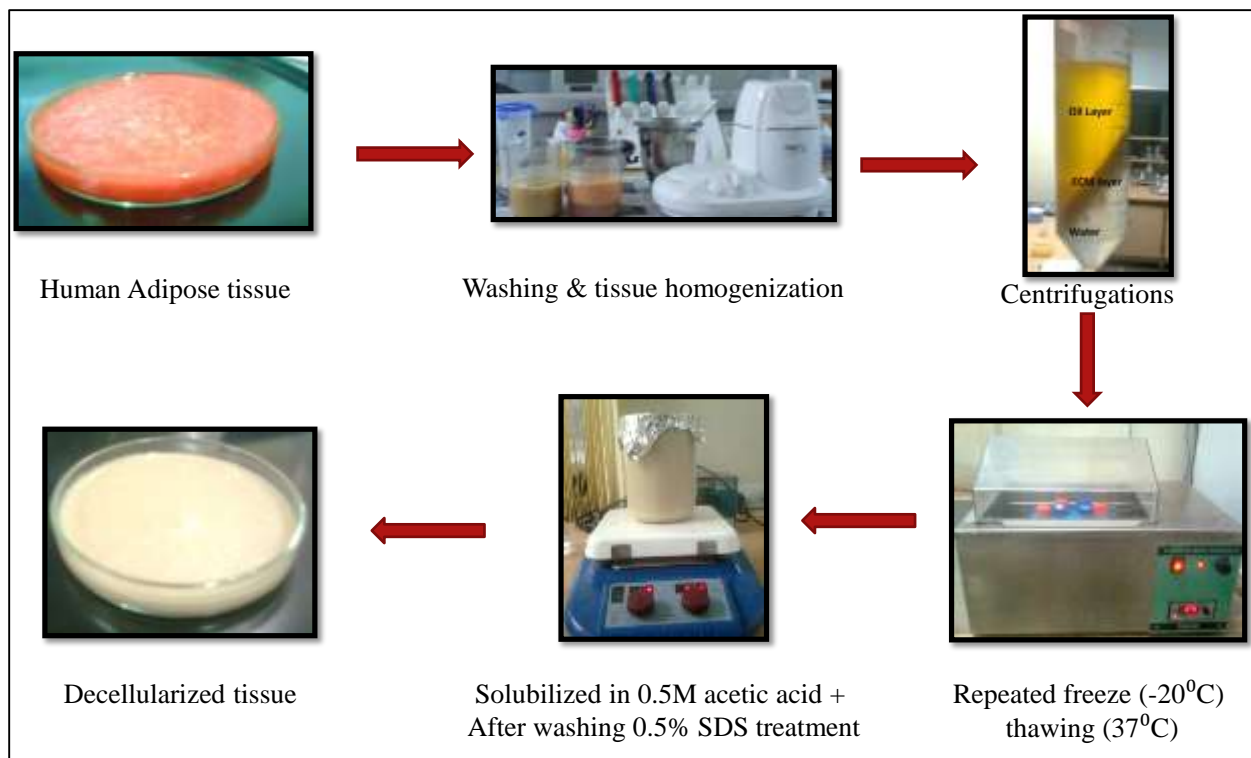 Oil Layer
ECM layer
Water
Human Adipose tissue
Washing & tissue homogenization
Centrifugations
Decellularized tissue
Solubilized in 0.5M acetic acid +
After washing 0.5% SDS treatment
Repeated freeze (-20⁰C)
thawing (37⁰C)